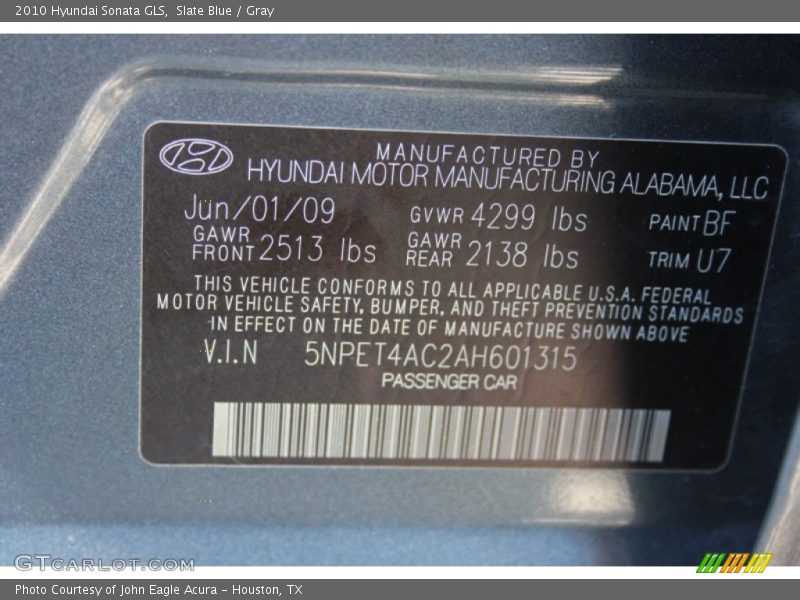 2010 Hyundai Sonata GLS, Slate Blue / Gray
MANUFACTURED BY
HYUNDAI MOTOR MANUFACTURING ALABAMA, LLC
Jun/01/09 GVWR 4299 lbs PAINT BF
GAWR FRONT 2513 lbs GAWR REAR 2138 lbs TRIM U7
THIS VEHICLE CONFORMS TO ALL APPLICABLE U.S.A. FEDERAL
MOTOR VEHICLE SAFETY, BUMPER, AND THEFT PREVENTION STANDARDS
IN EFFECT ON THE DATE OF MANUFACTURE SHOWN ABOVE
V.I.N 5NPET4AC2AH601315
PASSENGER CAR
GTCARLOT.COM
Photo Courtesy of John Eagle Acura - Houston, TX